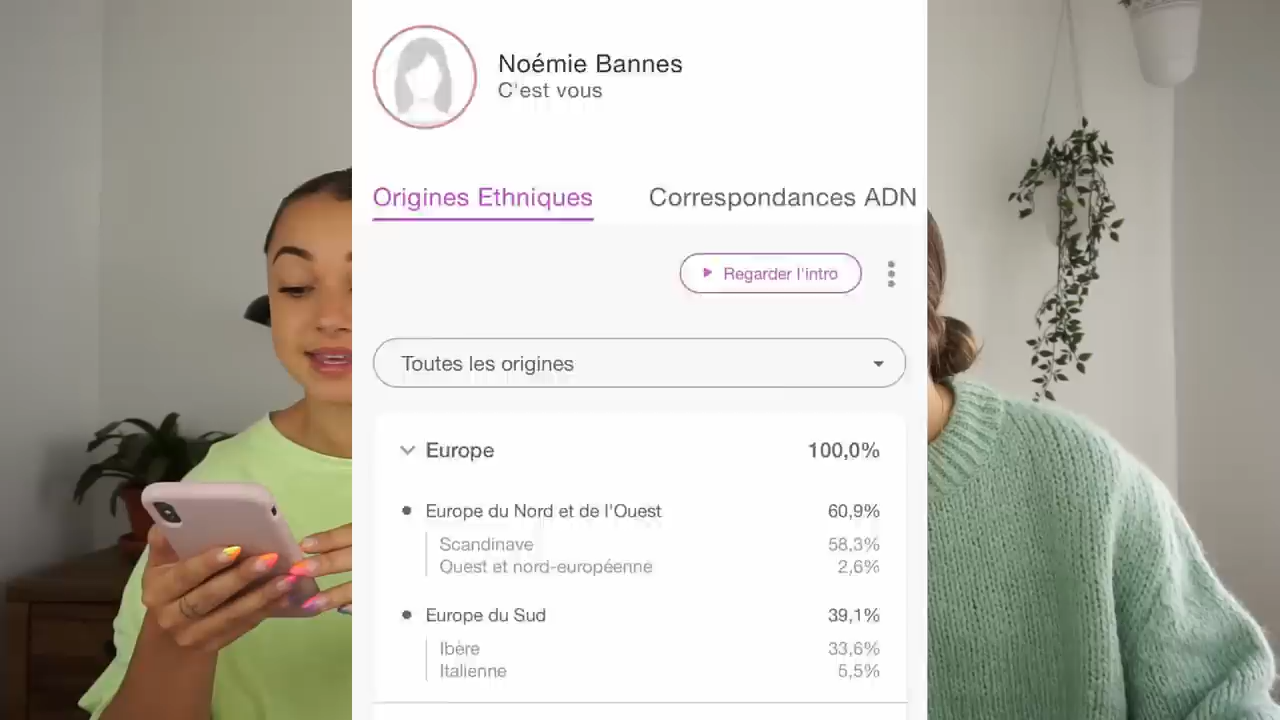 Noémie Bannes
C'est vous
Origines Ethniques Correspondances ADN
Regarder l'intro
Toutes les origines
Europe 100,0%
Europe du Nord et de l'Ouest 60,9%
Scandinave 58,3%
Ouest et nord-européenne 2,6%
Europe du Sud 39,1%
Ibère 33,6%
Italienne 5,5%